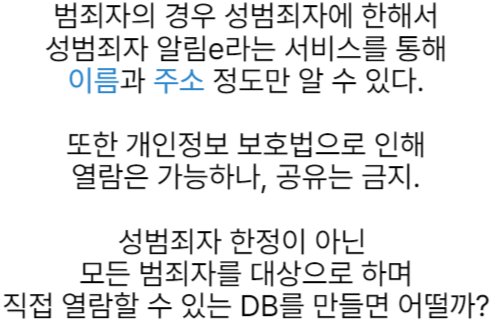 범죄자의 경우 성범죄자에 한해서
성범죄자 알림e라는 서비스를 통해
이름과 주소 정도만 알 수 있다.
또한 개인정보 보호법으로 인해
열람은 가능하나, 공유는 금지.
성범죄자 한정이 아닌
모든 범죄자를 대상으로 하며
직접 열람할 수 있는 DB를 만들면 어떨까?